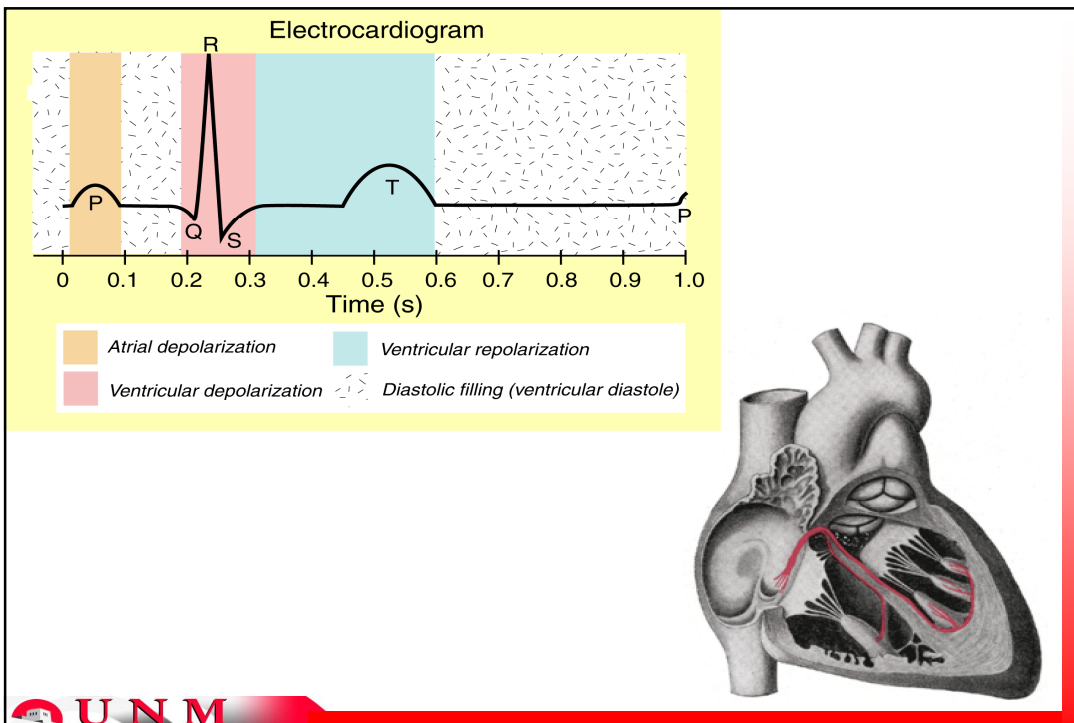 Electrocardiogram
R
P
T
Q
S
P
0 0.1 0.2 0.3 0.4 0.5 0.6 0.7 0.8 0.9 1.0
Time (s)
Atrial depolarization
Ventricular repolarization
Ventricular depolarization
Diastolic filling (ventricular diastole)
UNM